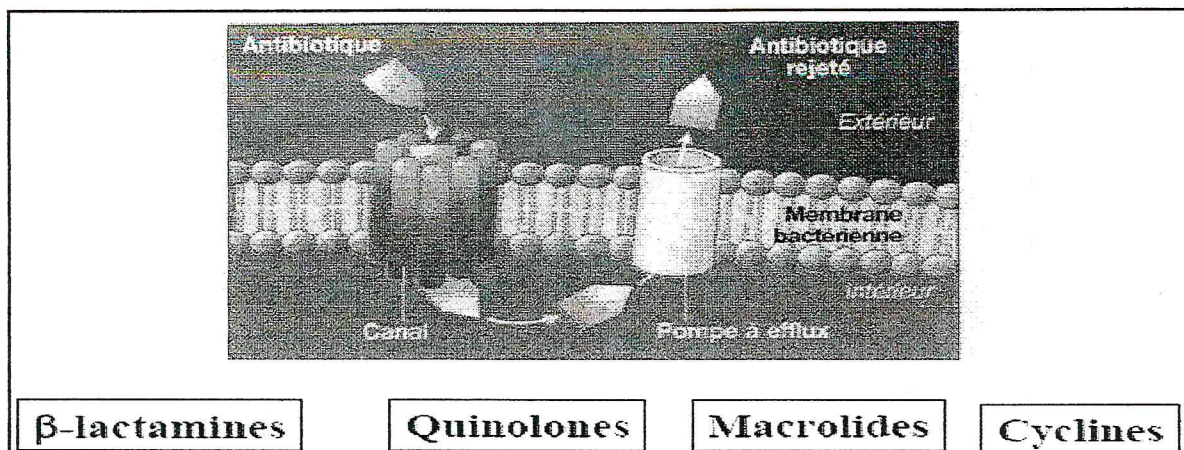 Antibiotique
Antibiotique
rejeté
Extérieur
Membrane
bactérienne
Intérieur
Canal
Pompe à efflux
β-lactamines
Quinolones
Macrolides
Cyclines